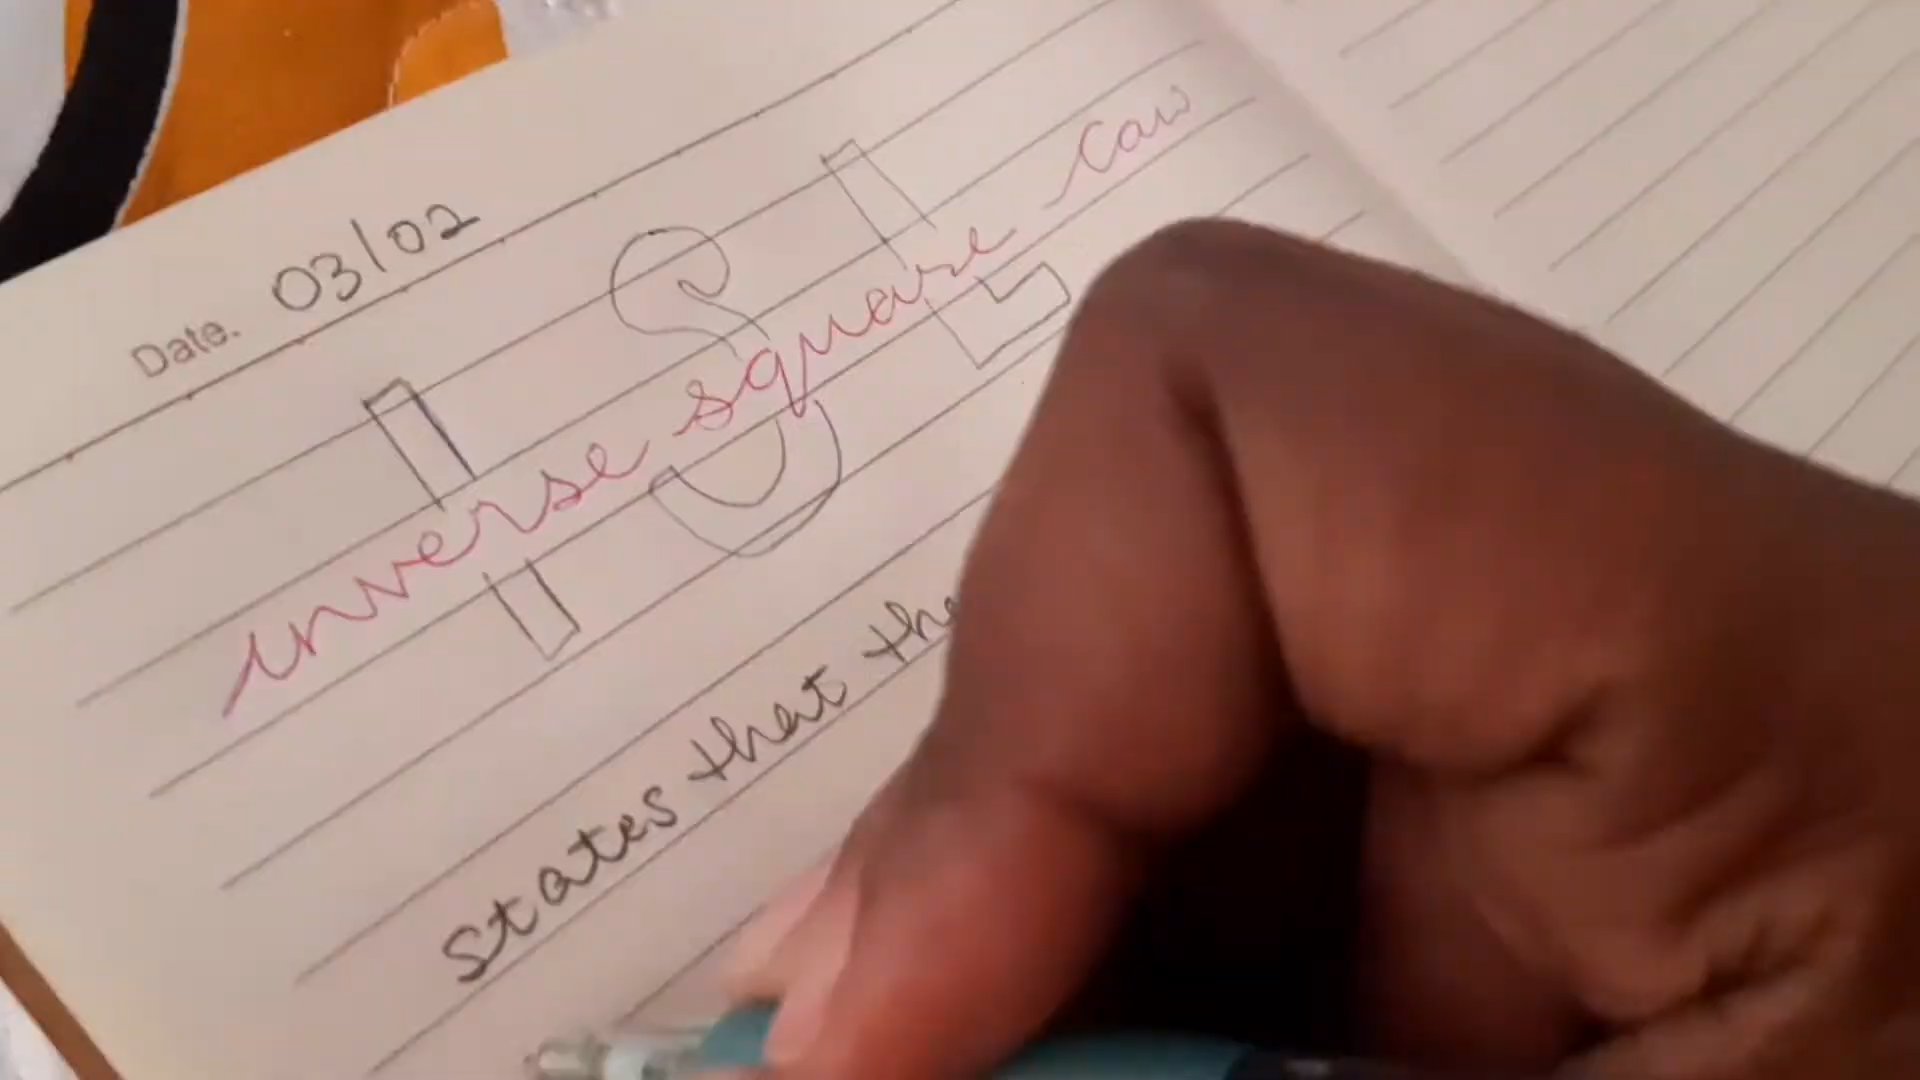 Date. 03/02
I S L
inverse square law
states that the